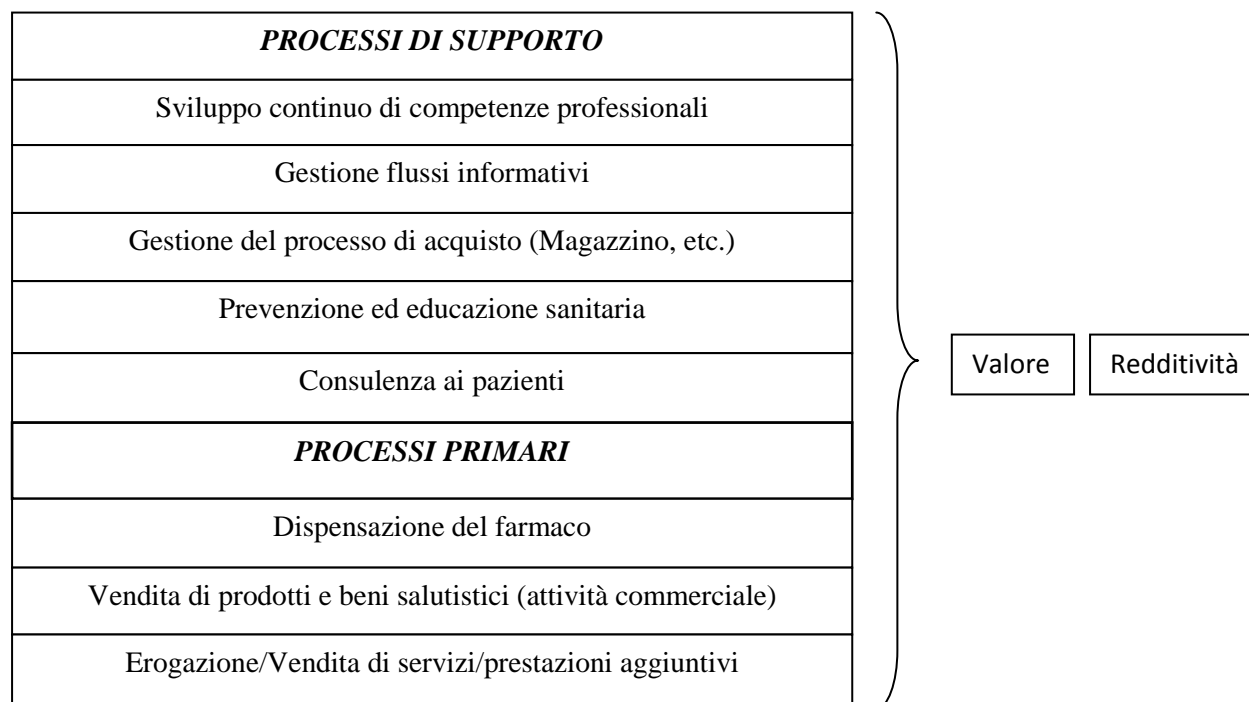 PROCESSI DI SUPPORTO
Sviluppo continuo di competenze professionali
Gestione flussi informativi
Gestione del processo di acquisto (Magazzino, etc.)
Prevenzione ed educazione sanitaria
Consulenza ai pazienti
PROCESSI PRIMARI
Dispensazione del farmaco
Vendita di prodotti e beni salutistici (attività commerciale)
Erogazione/Vendita di servizi/prestazioni aggiuntivi
Valore
Redditività